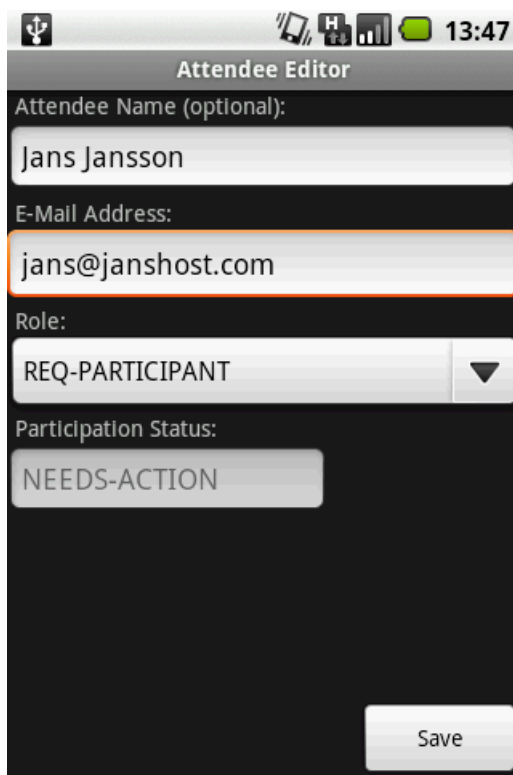 H 13:47
Attendee Editor
Attendee Name (optional):
Jans Jansson
E-Mail Address:
jans@janshost.com
Role:
REQ-PARTICIPANT
Participation Status:
NEEDS-ACTION
Save